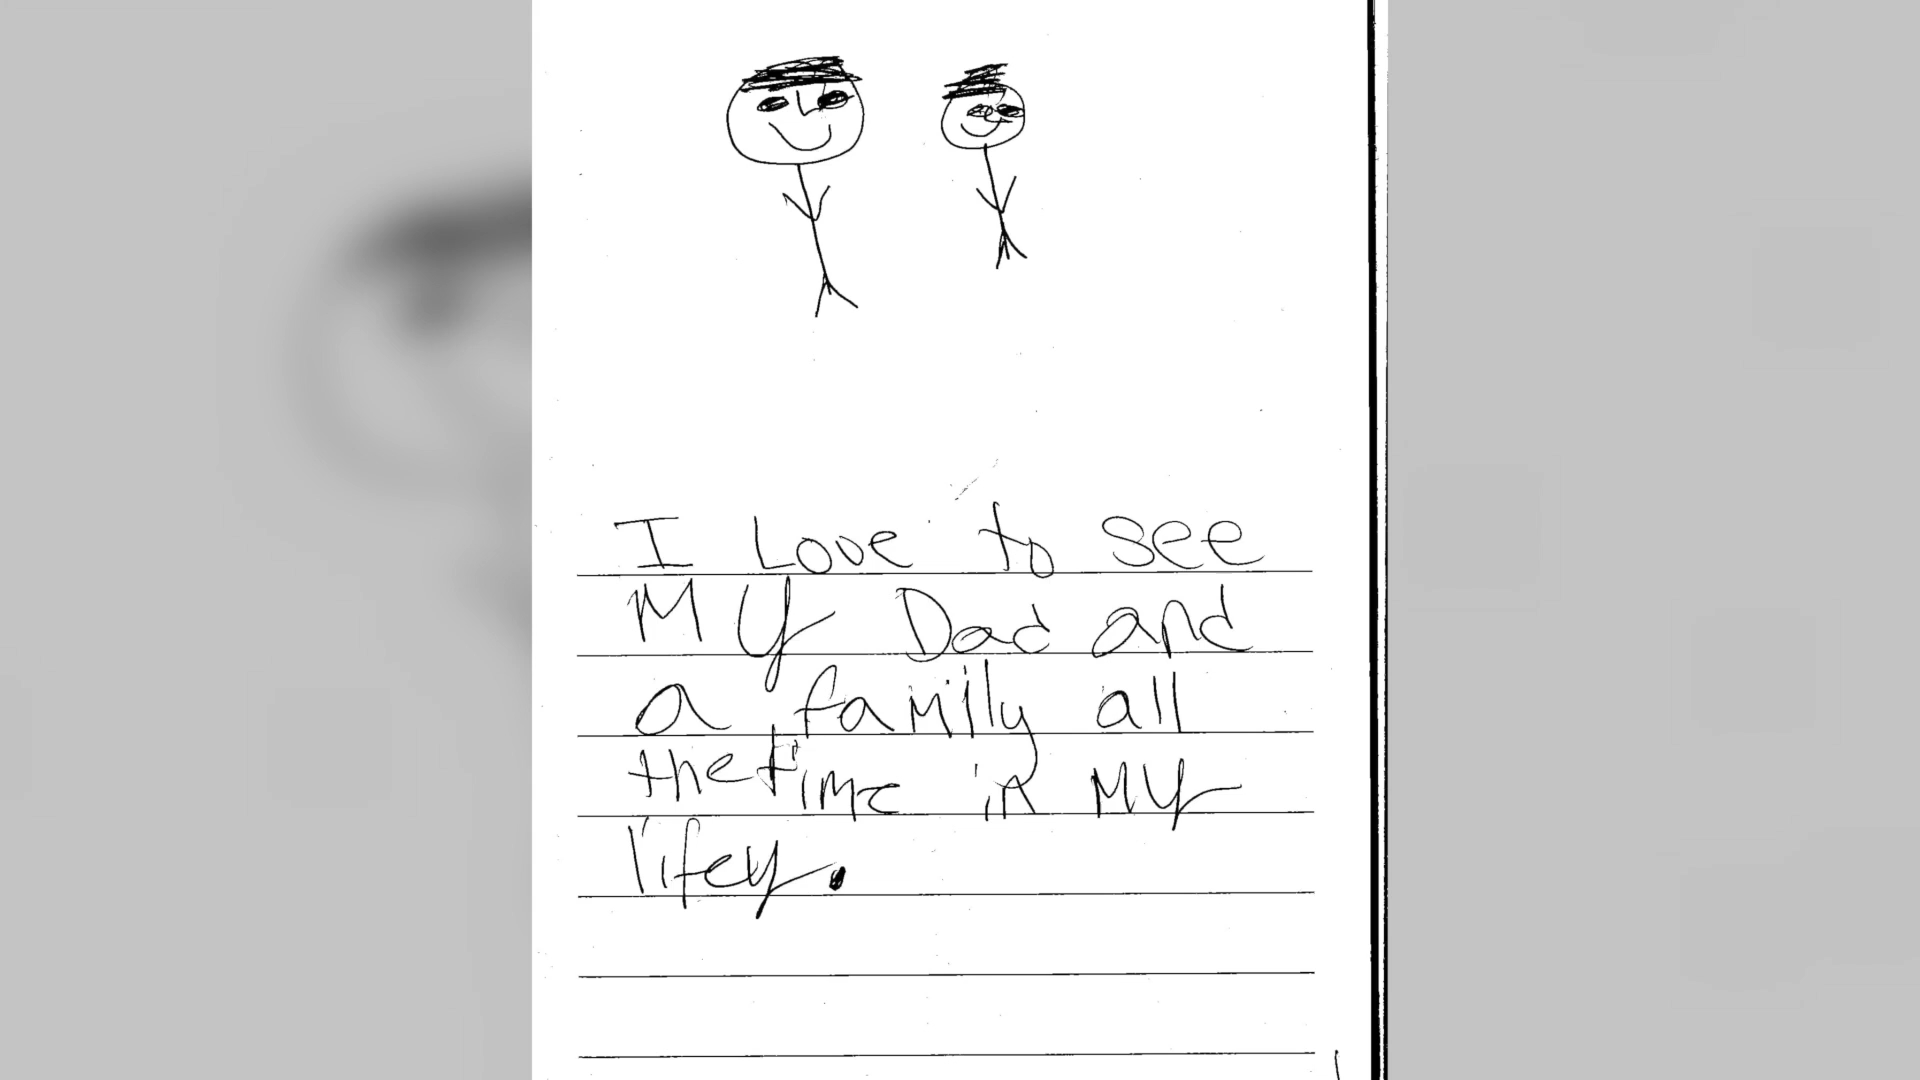 I Love to see
My Dad and
a family all
the time in My
lifey.